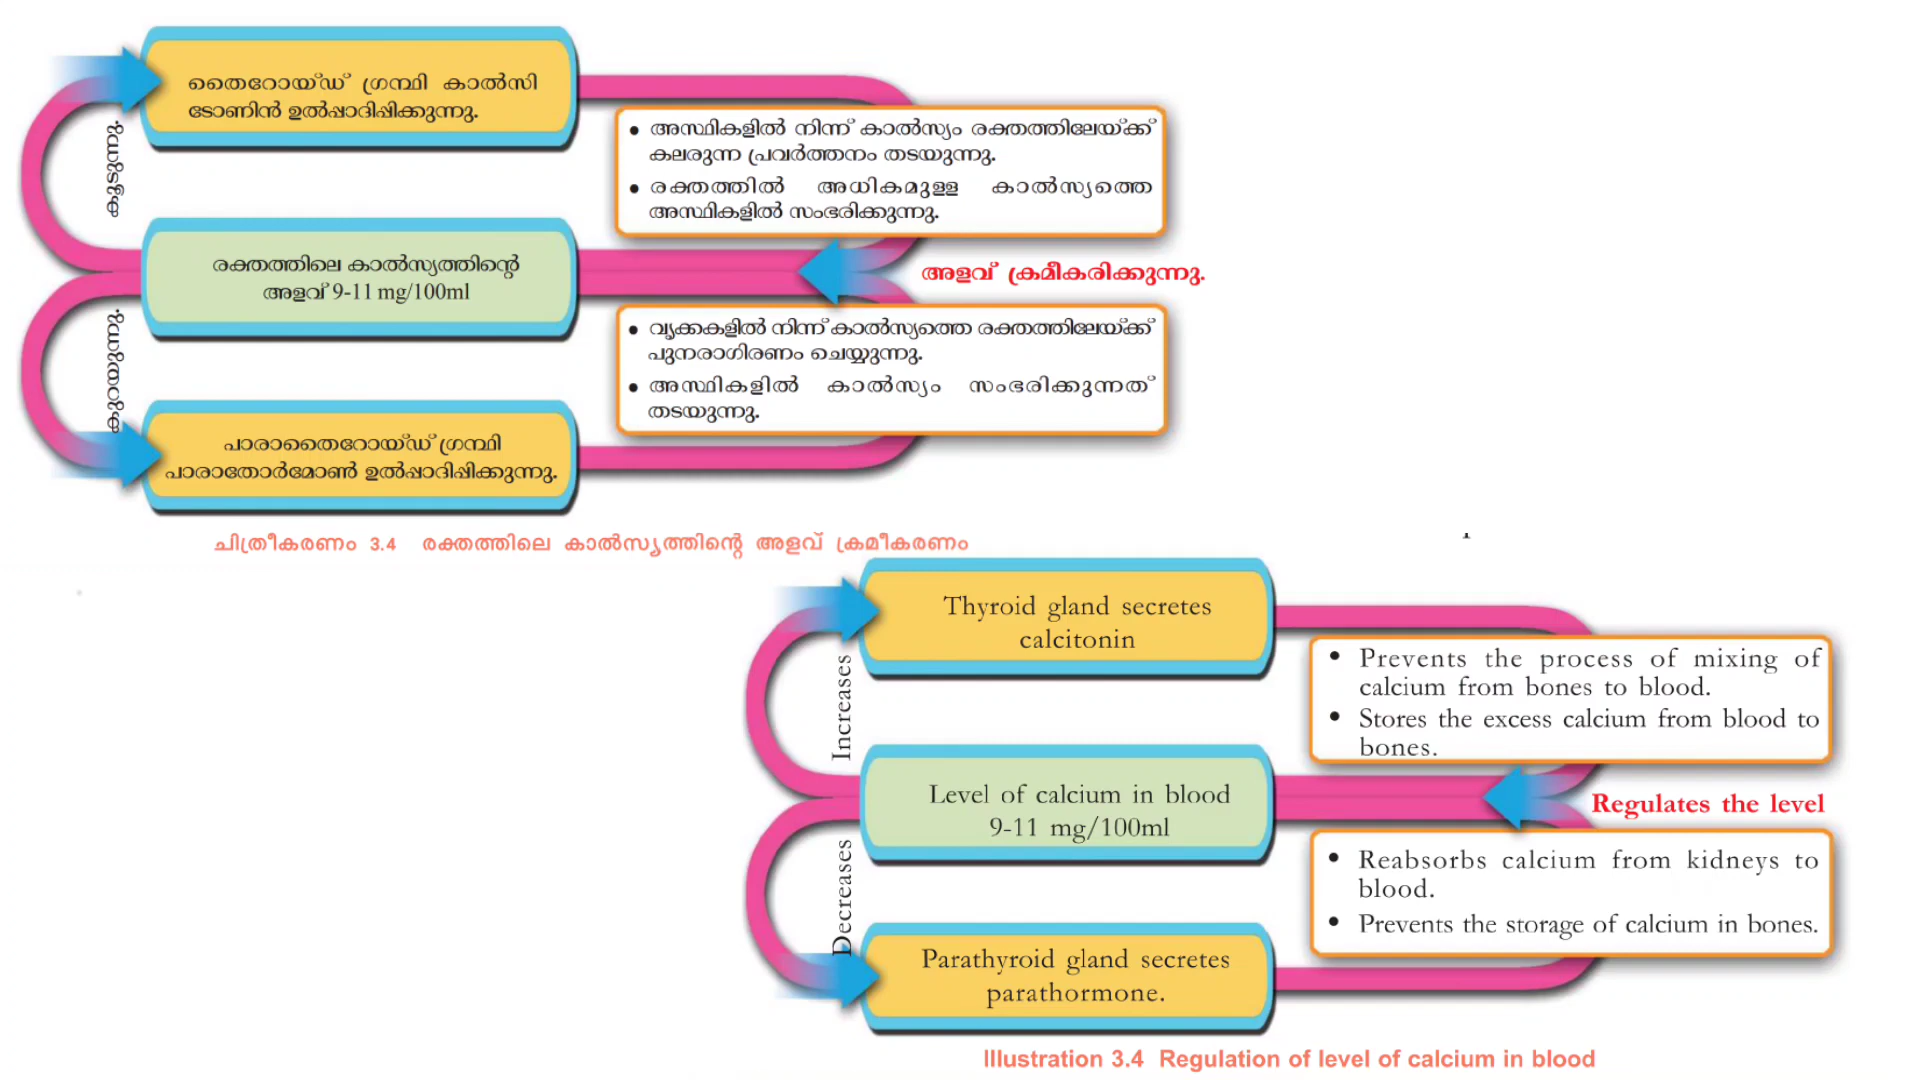 തൈറോയ്ഡ് ഗ്രന്ഥി കാൽസി
ടോണിൻ ഉൽപ്പാദിപ്പിക്കുന്നു.
കൂടുന്നു.
• അസ്ഥികളിൽ നിന്ന് കാൽസ്യം രക്തത്തിലേയ്ക്ക്
കലരുന്ന പ്രവർത്തനം തടയുന്നു.
• രക്തത്തിൽ അധികമുള്ള കാൽസ്യത്തെ
അസ്ഥികളിൽ സംഭരിക്കുന്നു.
രക്തത്തിലെ കാൽസ്യത്തിന്റെ
അളവ് 9-11 mg/100ml
അളവ് ക്രമീകരിക്കുന്നു.
കുറയുന്നു.
• വൃക്കകളിൽ നിന്ന് കാൽസ്യത്തെ രക്തത്തിലേയ്ക്ക്
പുനരാഗിരണം ചെയ്യുന്നു.
• അസ്ഥികളിൽ കാൽസ്യം സംഭരിക്കുന്നത്
തടയുന്നു.
പാരാതൈറോയ്ഡ് ഗ്രന്ഥി
പാരാതോർമോൺ ഉൽപ്പാദിപ്പിക്കുന്നു.
ചിത്രീകരണം 3.4 രക്തത്തിലെ കാൽസ്യത്തിന്റെ അളവ് ക്രമീകരണം
Thyroid gland secretes
calcitonin
Increases
• Prevents the process of mixing of
calcium from bones to blood.
• Stores the excess calcium from blood to
bones.
Level of calcium in blood
9-11 mg/100ml
Regulates the level
Decreases
• Reabsorbs calcium from kidneys to
blood.
• Prevents the storage of calcium in bones.
Parathyroid gland secretes
parathormone.
Illustration 3.4 Regulation of level of calcium in blood